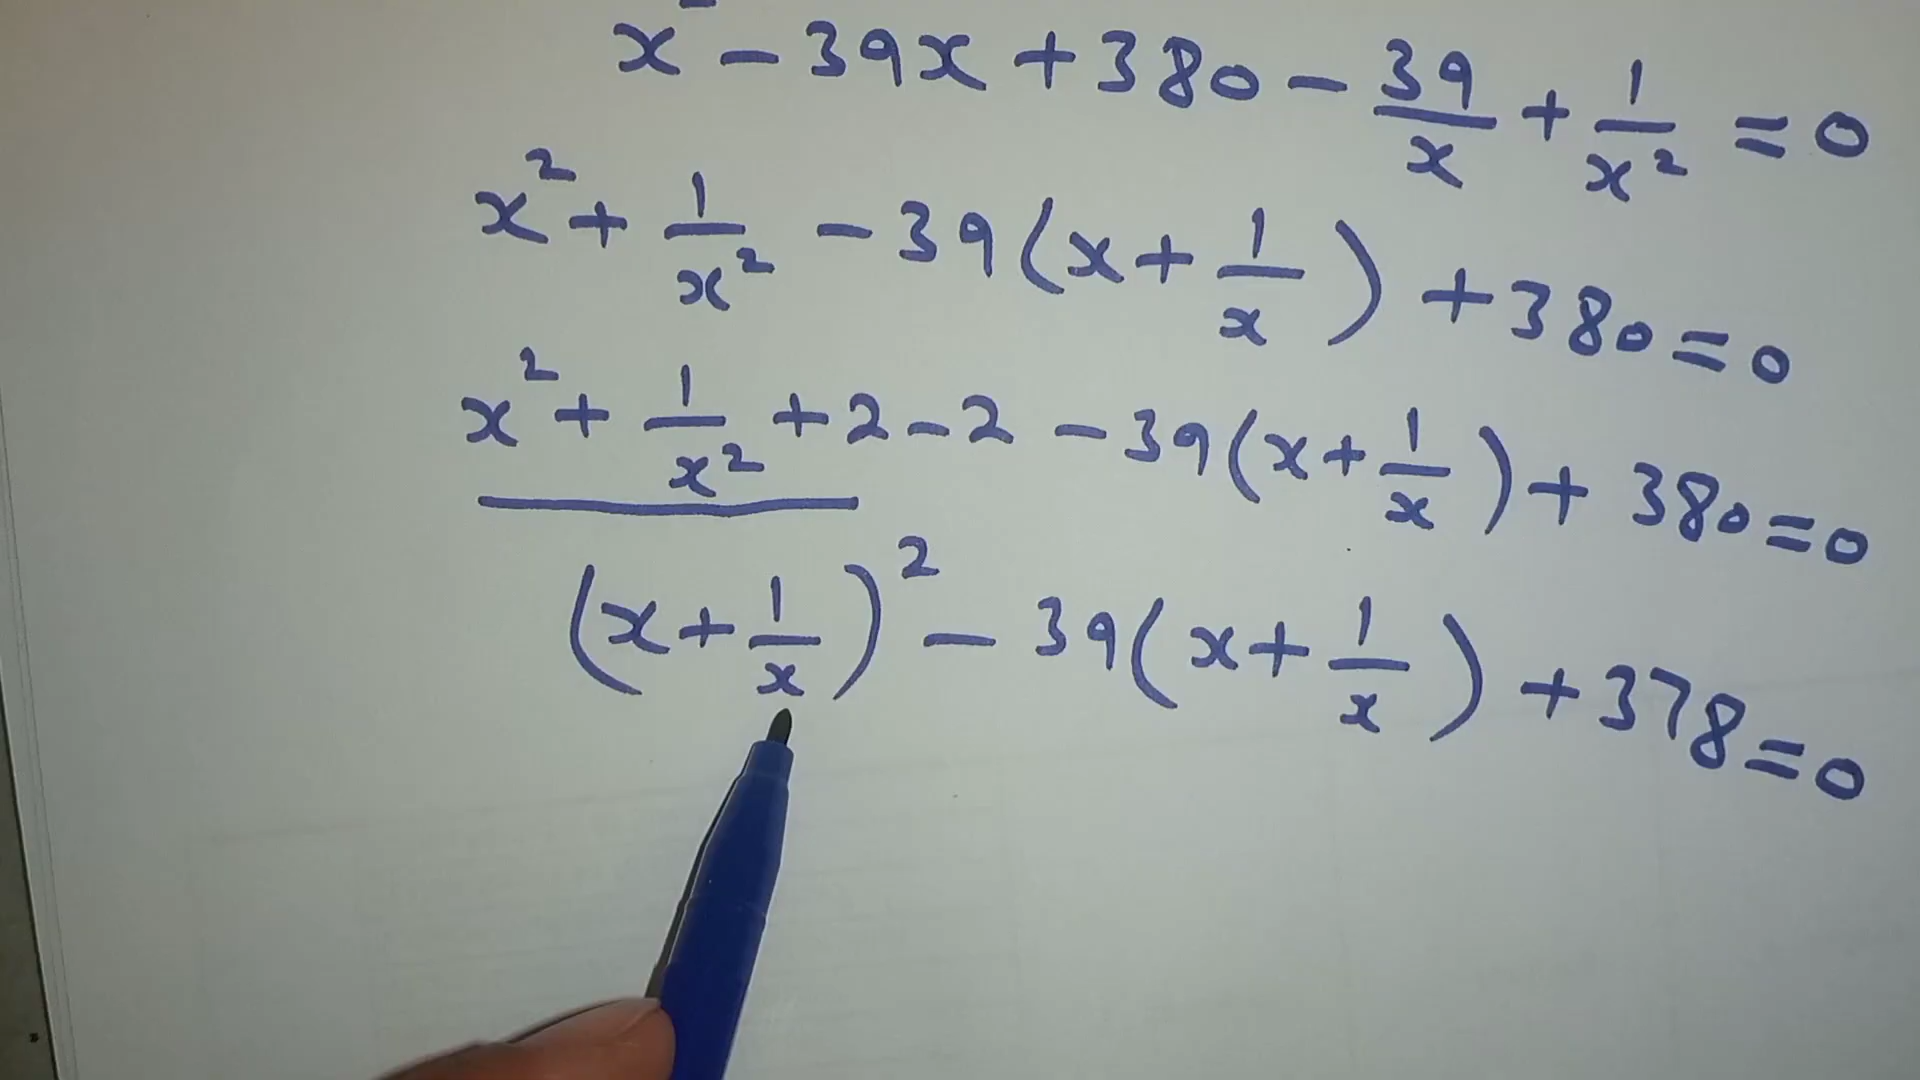 x² - 39x + 380 - 39/x + 1/x² = 0
x² + 1/x² - 39(x + 1/x) + 380 = 0
x² + 1/x² + 2 - 2 - 39(x + 1/x) + 380 = 0
(x + 1/x)² - 39(x + 1/x) + 378 = 0